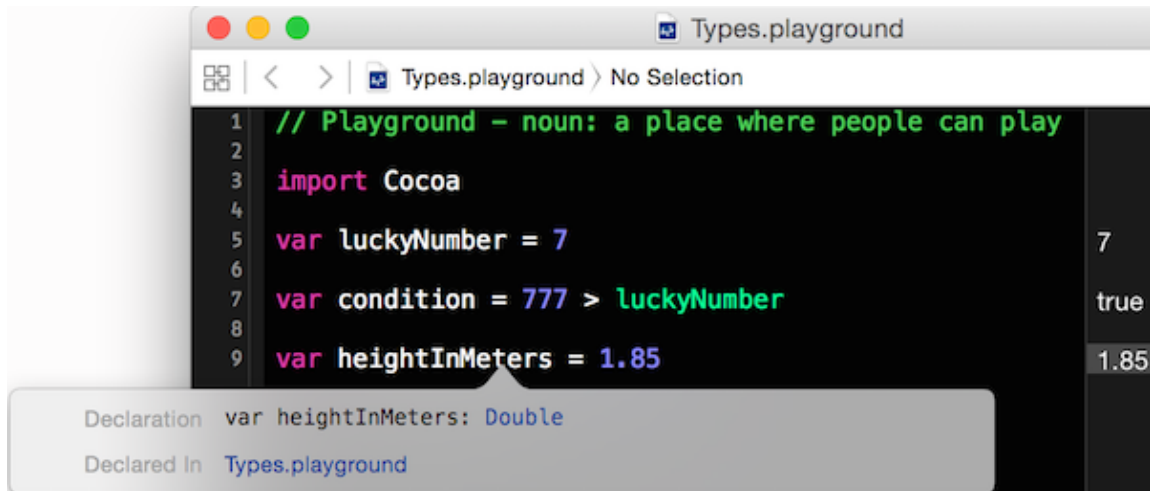 Types.playground
Types.playground 〉 No Selection
1 // Playground – noun: a place where people can play
2
3 import Cocoa
4
5 var luckyNumber = 7 7
6
7 var condition = 777 > luckyNumber true
8
9 var heightInMeters = 1.85 1.85
Declaration var heightInMeters: Double
Declared In Types.playground